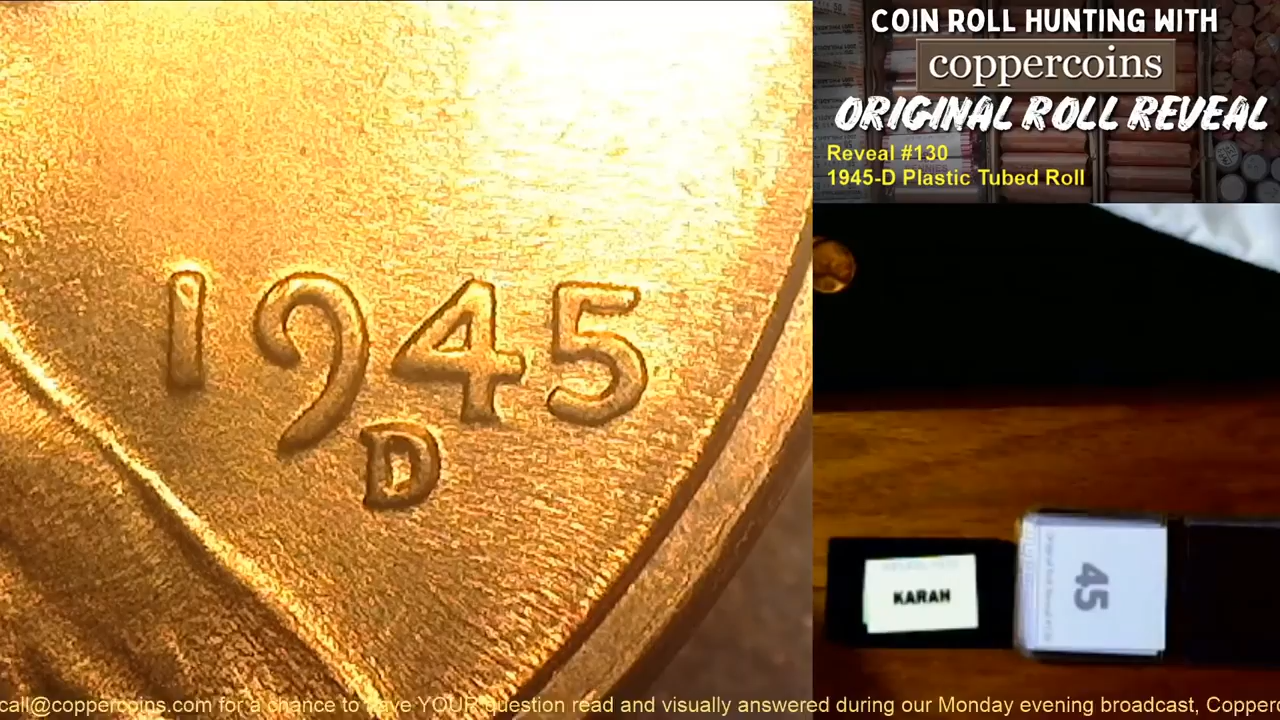 COIN ROLL HUNTING WITH
coppercoins
ORIGINAL ROLL REVEAL
Reveal #130
1945-D Plastic Tubed Roll
1945
D
KARAH
45
call@coppercoins.com for a chance to have YOUR question read and visually answered during our Monday evening broadcast, Copperc